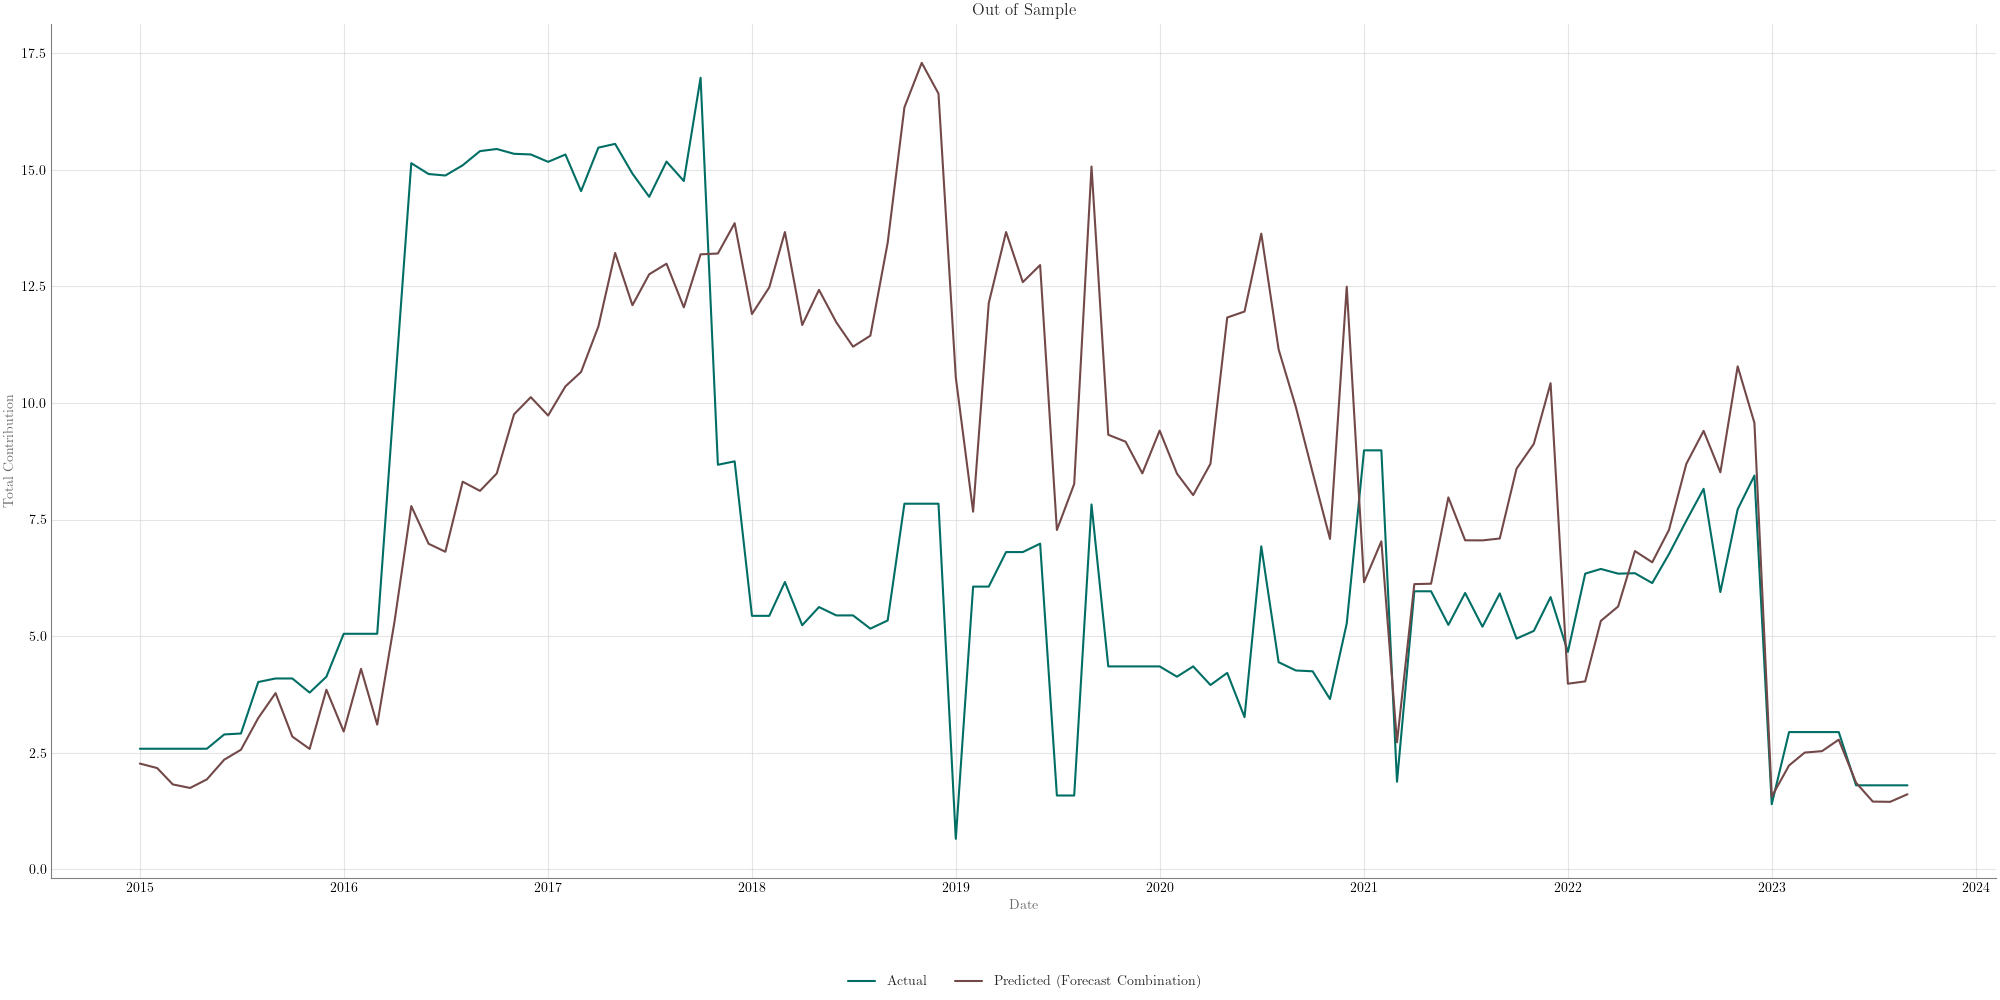 Out of Sample
Total Contribution
17.5
15.0
12.5
10.0
7.5
5.0
2.5
0.0
2015 2016 2017 2018 2019 2020 2021 2022 2023 2024
Date
Actual Predicted (Forecast Combination)